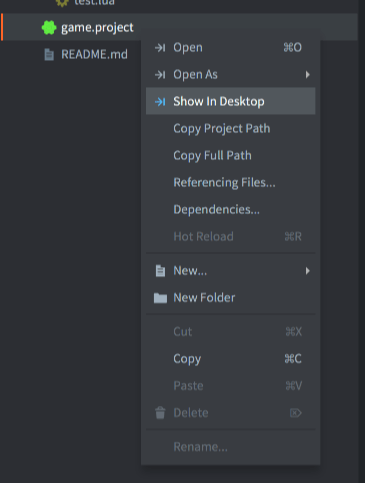 test.lua
game.project
README.md
Open ⌘O
Open As
Show In Desktop
Copy Project Path
Copy Full Path
Referencing Files...
Dependencies...
Hot Reload ⌘R
New...
New Folder
Cut ⌘X
Copy ⌘C
Paste ⌘V
Delete ⌦
Rename...